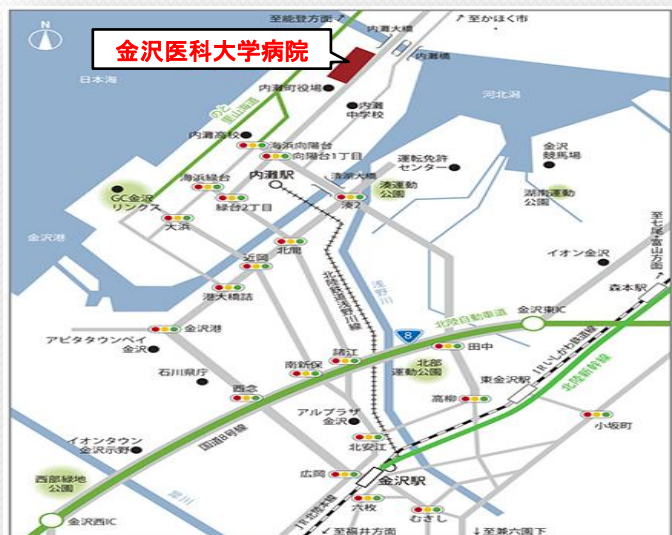 N
至能登方面
内灘大橋
至かほく市
金沢医科大学病院
内灘橋
日本海
内灘町役場
河北潟
のと
里山海道
内灘
中学校
内灘高校
海浜向陽台
向陽台1丁目
運転免許
センター
金沢
競馬場
海浜緑台
内灘駅
湊運動
公園
湖南運動
公園
GC金沢
リンクス
緑台2丁目
湊2
大浜
至七尾・富山方面
金沢港
北間
近岡
イオン金沢
浅野川
森本駅
港大橋詰
北陸鉄道浅野川線
北陸自動車道
金沢東IC
アピタタウンベイ
金沢
金沢港
8
田中
諸江
IRいしかわ鉄道線
石川県庁
南新保
北部
運動公園
東金沢駅
北陸新幹線
西念
高柳
アルプラザ
金沢
小坂町
国道8号線
イオンタウン
金沢示野
北安江
西部緑地
公園
広岡
金沢駅
犀川
六枚
むさし
金沢西IC
JR北陸本線
至福井方面
至兼六園下